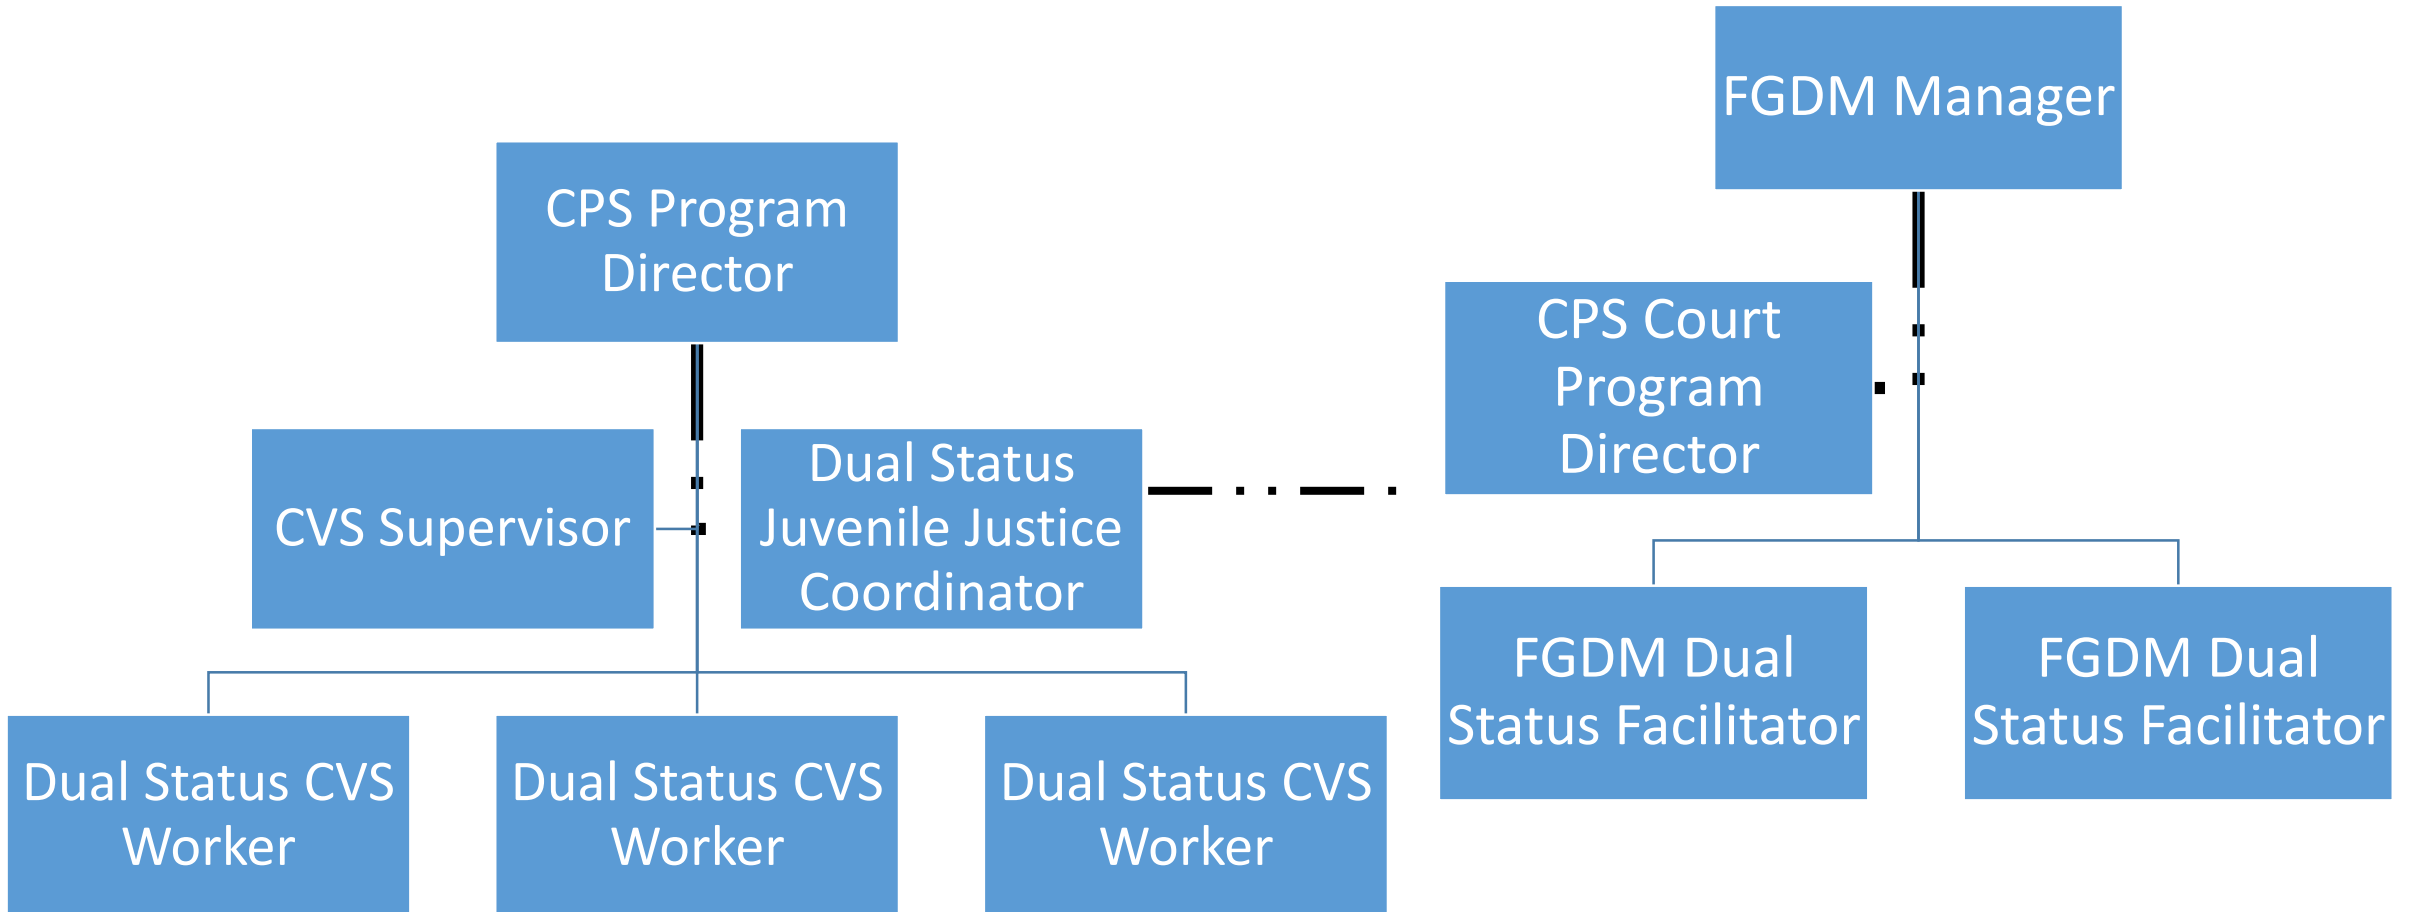 FGDM Manager
CPS Program
Director
CPS Court
Program
Director
CVS Supervisor
Dual Status
Juvenile Justice
Coordinator
FGDM Dual
Status Facilitator
FGDM Dual
Status Facilitator
Dual Status CVS
Worker
Dual Status CVS
Worker
Dual Status CVS
Worker